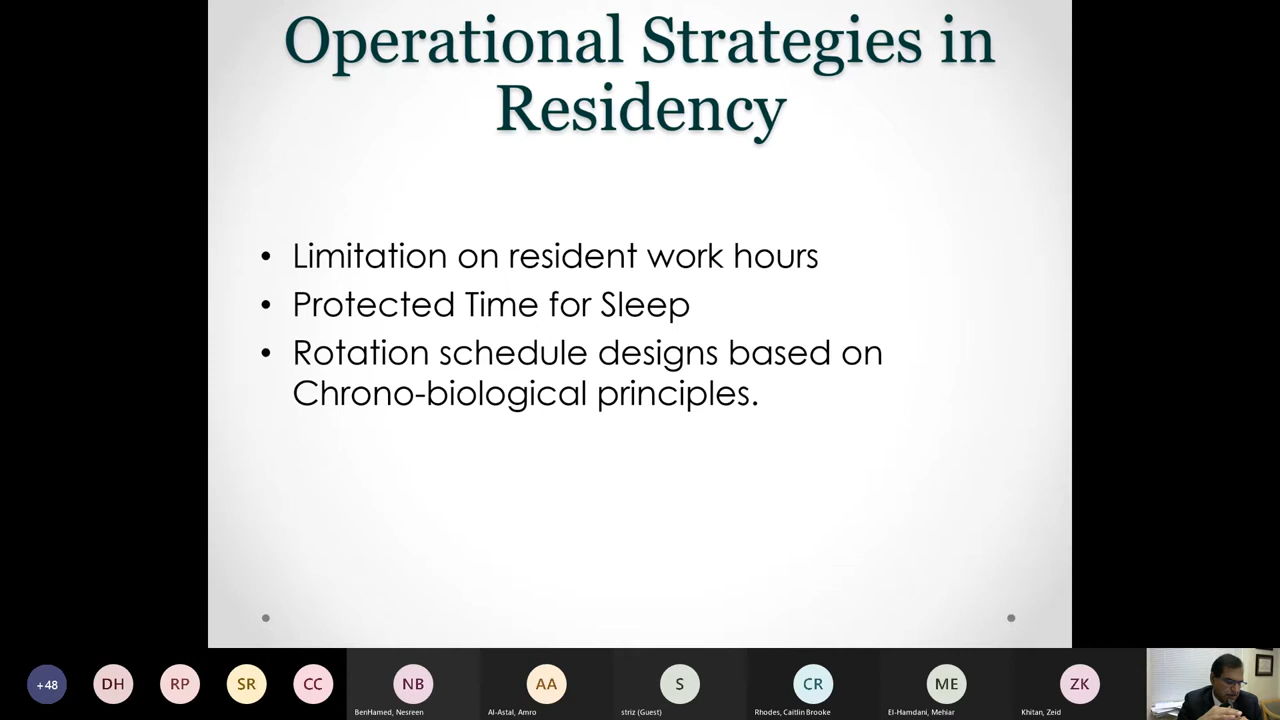 Operational Strategies in
Residency
• Limitation on resident work hours
• Protected Time for Sleep
• Rotation schedule designs based on
Chrono-biological principles.
+48
DH
RP
SR
CC
NB
AA
S
CR
ME
ZK
BenHamed, Nesreen
Al-Astal, Amro
striz (Guest)
Rhodes, Caitlin Brooke
El-Hamdani, Mehiar
Khitan, Zeid